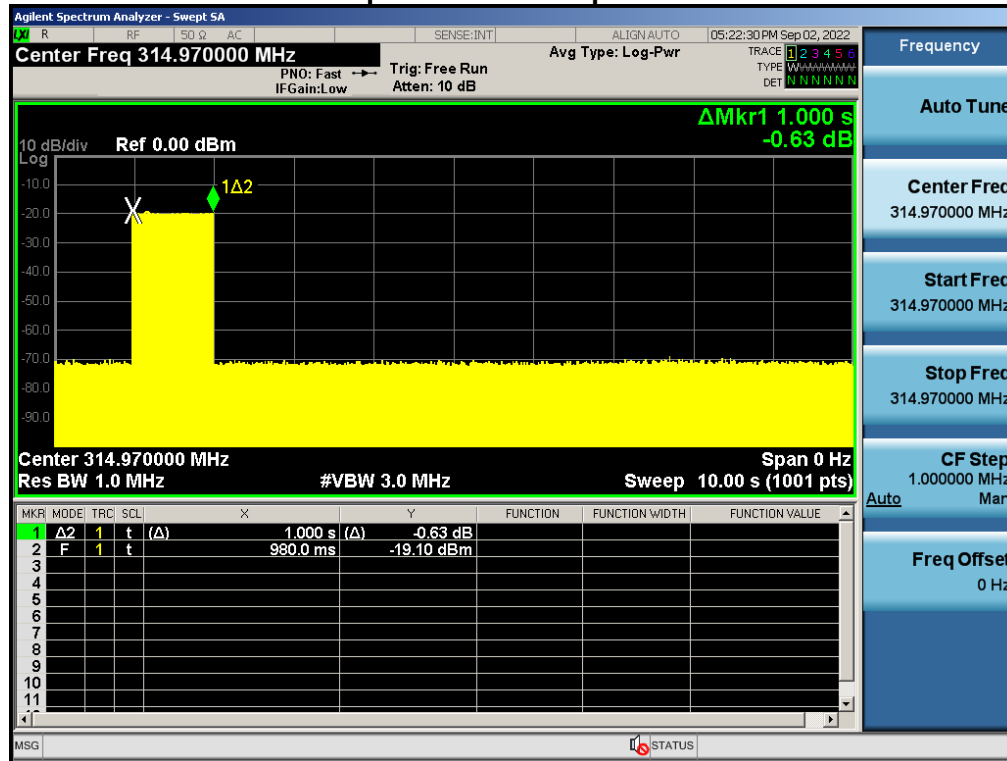 Agilent Spectrum Analyzer - Swept SA
LXI R RF 50 Ω AC SENSE:INT ALIGN AUTO 05:22:30 PM Sep 02, 2022
Center Freq 314.970000 MHz Avg Type: Log-Pwr TRACE 1 2 3 4 5 6
PNO: Fast Trig: Free Run TYPE
IFGain:Low Atten: 10 dB DET N N N N N N
ΔMkr1 1.000 s
-0.63 dB
10 dB/div Ref 0.00 dBm
Log
-10.0
1Δ2
-20.0
-30.0
-40.0
-50.0
-60.0
-70.0
-80.0
-90.0
Center 314.970000 MHz Span 0 Hz
Res BW 1.0 MHz #VBW 3.0 MHz Sweep 10.00 s (1001 pts)
MKR MODE TRC SCL X Y FUNCTION FUNCTION WIDTH FUNCTION VALUE
1 Δ2 1 t (Δ) 1.000 s (Δ) -0.63 dB
2 F 1 t 980.0 ms -19.10 dBm
3
4
5
6
7
8
9
10
11
MSG STATUS
Frequency
Auto Tune
Center Freq
314.970000 MHz
Start Freq
314.970000 MHz
Stop Freq
314.970000 MHz
CF Step
1.000000 MHz
Auto Man
Freq Offset
0 Hz